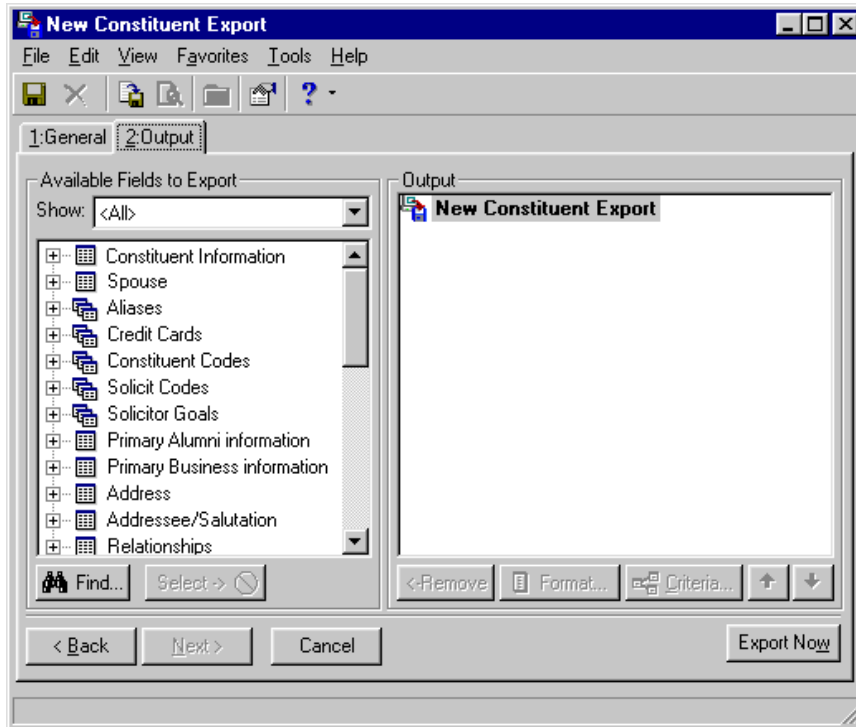 New Constituent Export
File Edit View Favorites Tools Help
?
1:General 2:Output
Available Fields to Export
Show: <All>
Constituent Information
Spouse
Aliases
Credit Cards
Constituent Codes
Solicit Codes
Solicitor Goals
Primary Alumni information
Primary Business information
Address
Addressee/Salutation
Relationships
Find... Select ->
Output
New Constituent Export
<-Remove Format... Criteria...
< Back Next > Cancel Export Now